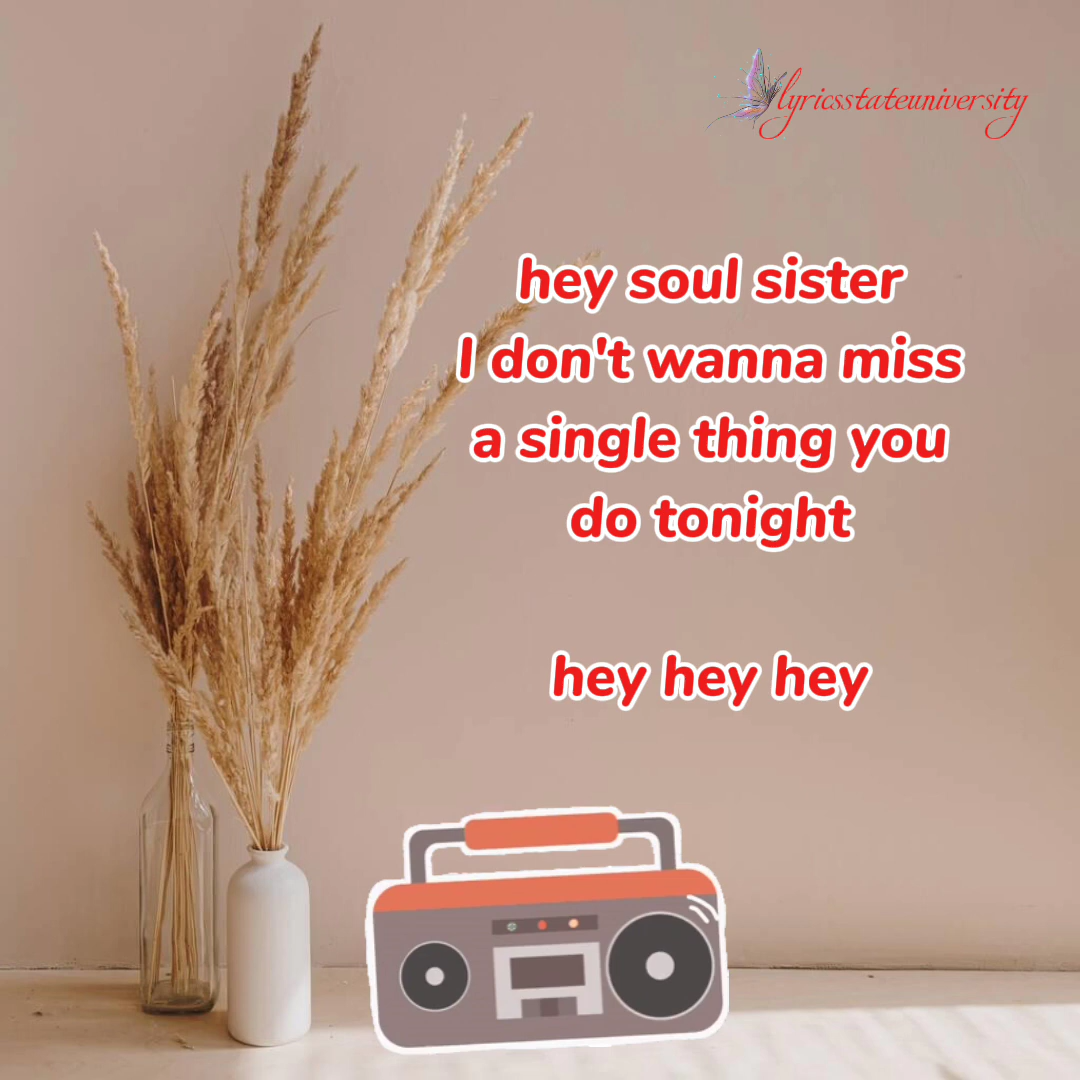 lyricsstateuniversity
hey soul sister
I don't wanna miss
a single thing you
do tonight
hey hey hey